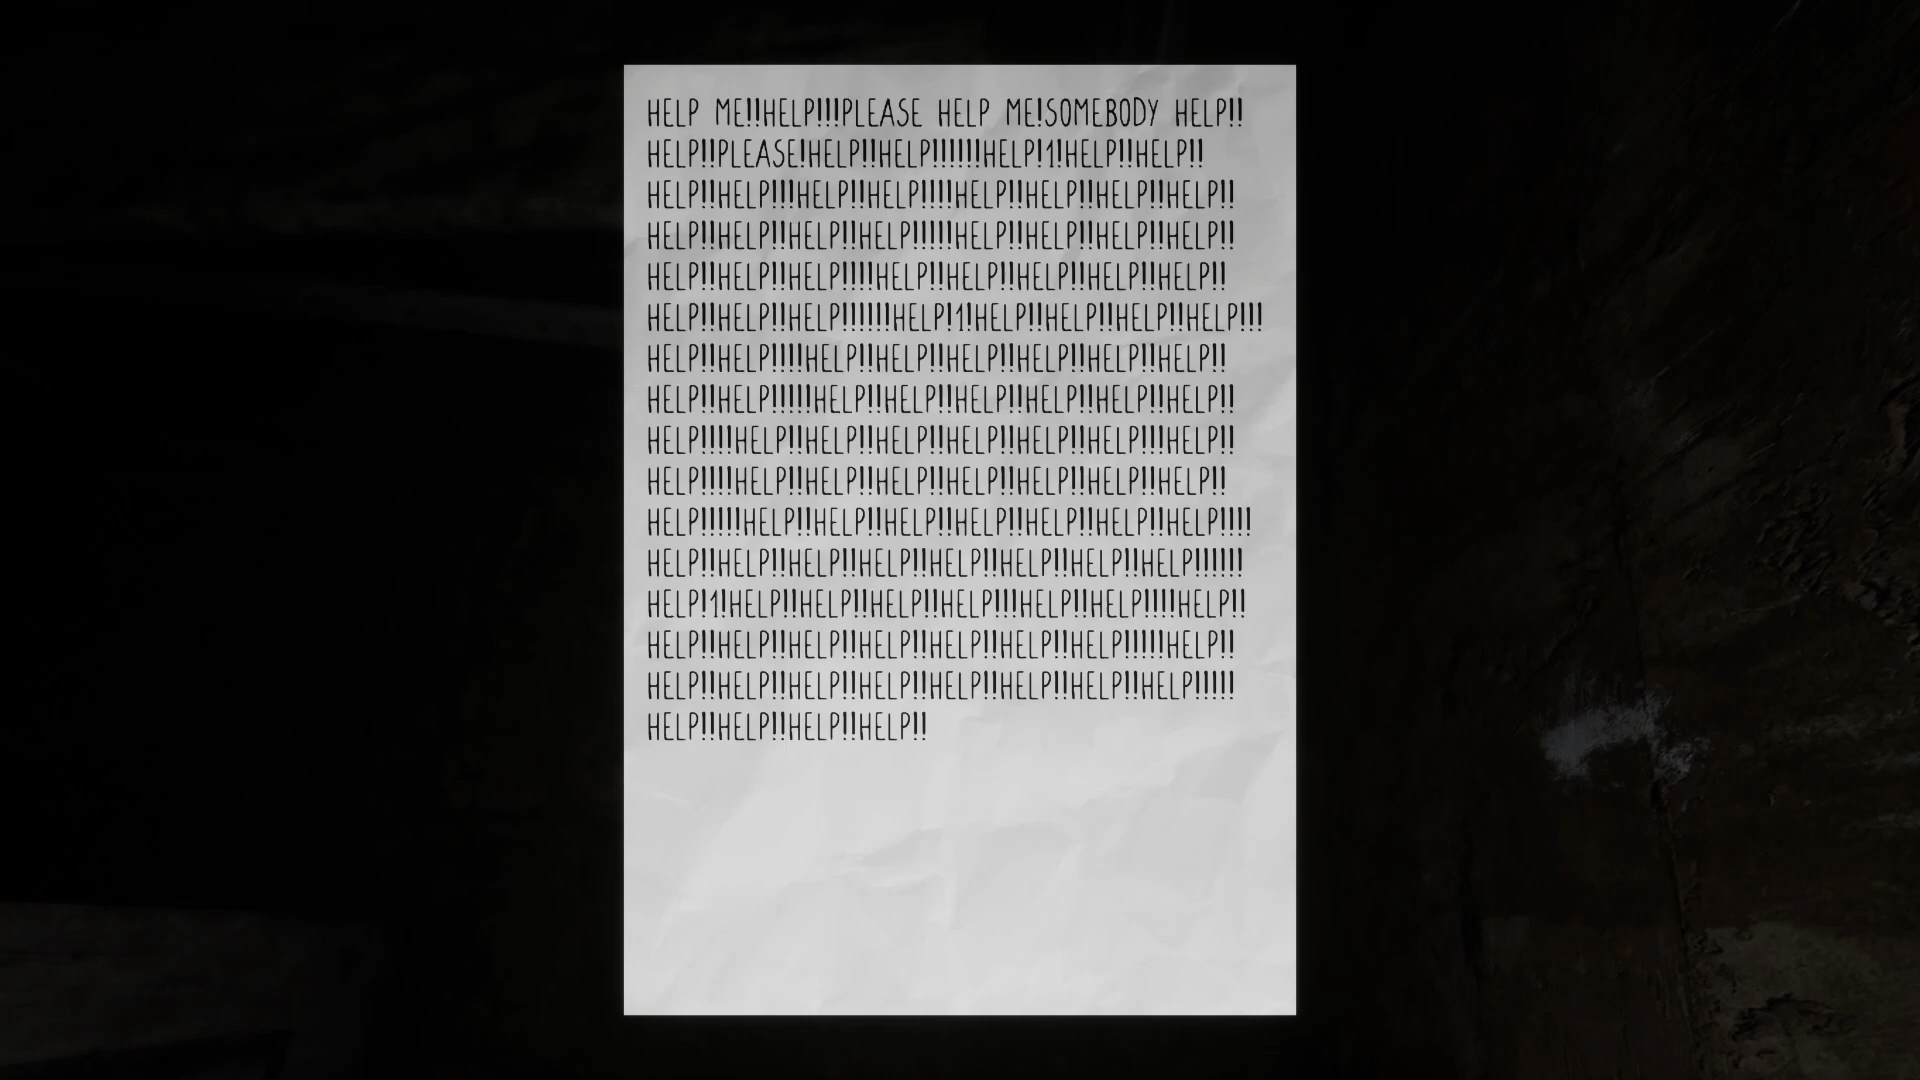 HELP ME!!HELP!!!PLEASE HELP ME!SOMEBODY HELP!!
HELP!!PLEASE!HELP!!HELP!!!!!!HELP!1!HELP!!HELP!!
HELP!!HELP!!!HELP!!HELP!!!!HELP!!HELP!!HELP!!HELP!!
HELP!!HELP!!HELP!!HELP!!!!!HELP!!HELP!!HELP!!HELP!!
HELP!!HELP!!HELP!!!!HELP!!HELP!!HELP!!HELP!!HELP!!
HELP!!HELP!!HELP!!!!!!HELP!1!HELP!!HELP!!HELP!!HELP!!!
HELP!!HELP!!!!HELP!!HELP!!HELP!!HELP!!HELP!!HELP!!
HELP!!HELP!!!!!HELP!!HELP!!HELP!!HELP!!HELP!!HELP!!
HELP!!!!HELP!!HELP!!HELP!!HELP!!HELP!!HELP!!!HELP!!
HELP!!!!HELP!!HELP!!HELP!!HELP!!HELP!!HELP!!HELP!!
HELP!!!!!HELP!!HELP!!HELP!!HELP!!HELP!!HELP!!HELP!!!!
HELP!!HELP!!HELP!!HELP!!HELP!!HELP!!HELP!!HELP!!!!!!
HELP!1!HELP!!HELP!!HELP!!HELP!!!HELP!!HELP!!!!HELP!!
HELP!!HELP!!HELP!!HELP!!HELP!!HELP!!HELP!!!!!HELP!!
HELP!!HELP!!HELP!!HELP!!HELP!!HELP!!HELP!!HELP!!!!!
HELP!!HELP!!HELP!!HELP!!